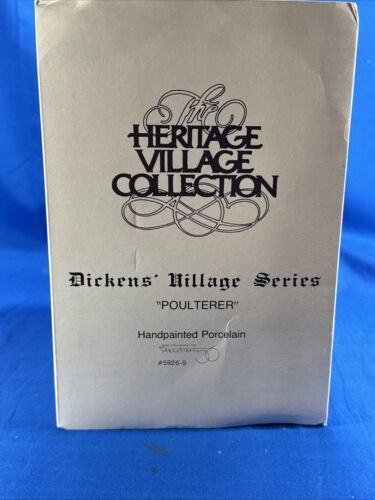 The
HERITAGE
VILLAGE
COLLECTION
Dickens' Village Series
"POULTERER"
Handpainted Porcelain
Department 56
#5926-9